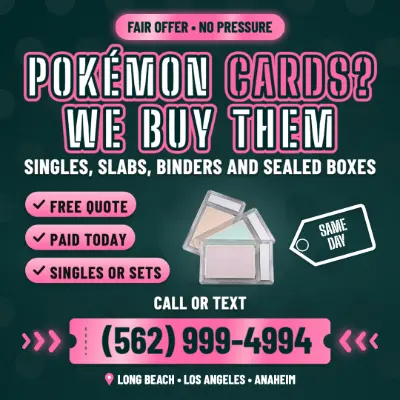 FAIR OFFER • NO PRESSURE
POKÉMON CARDS?
WE BUY THEM
SINGLES, SLABS, BINDERS AND SEALED BOXES
FREE QUOTE
PAID TODAY
SINGLES OR SETS
SAME
DAY
CALL OR TEXT
(562) 999-4994
LONG BEACH • LOS ANGELES • ANAHEIM